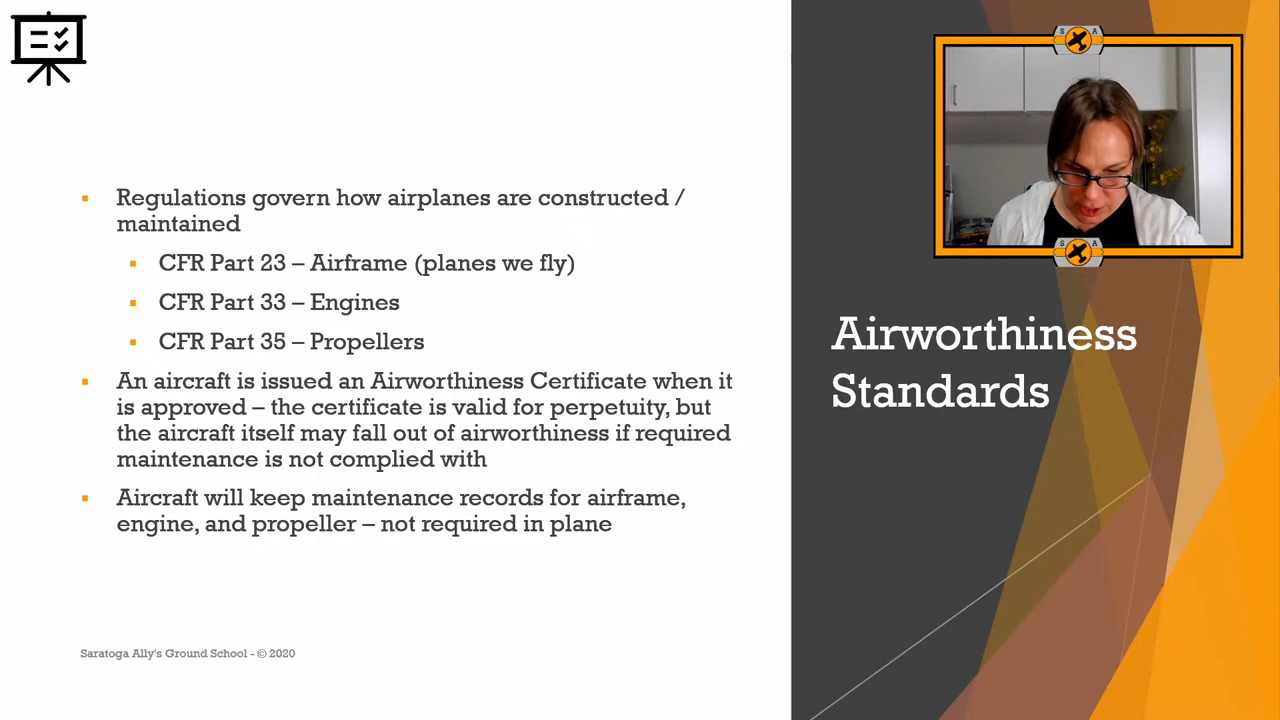 Regulations govern how airplanes are constructed /
maintained
CFR Part 23 – Airframe (planes we fly)
CFR Part 33 – Engines
CFR Part 35 – Propellers
An aircraft is issued an Airworthiness Certificate when it
is approved – the certificate is valid for perpetuity, but
the aircraft itself may fall out of airworthiness if required
maintenance is not complied with
Aircraft will keep maintenance records for airframe,
engine, and propeller – not required in plane
Saratoga Ally's Ground School - © 2020
S A
S A
Airworthiness
Standards